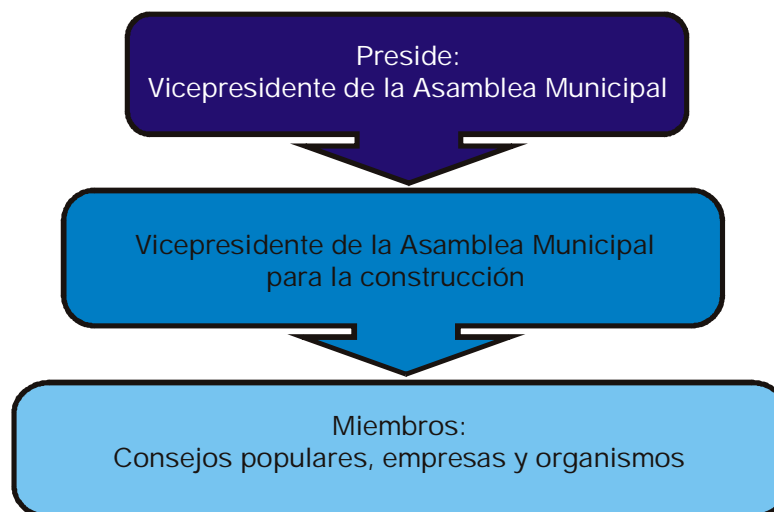 Preside:
Vicepresidente de la Asamblea Municipal
Vicepresidente de la Asamblea Municipal
para la construcción
Miembros:
Consejos populares, empresas y organismos